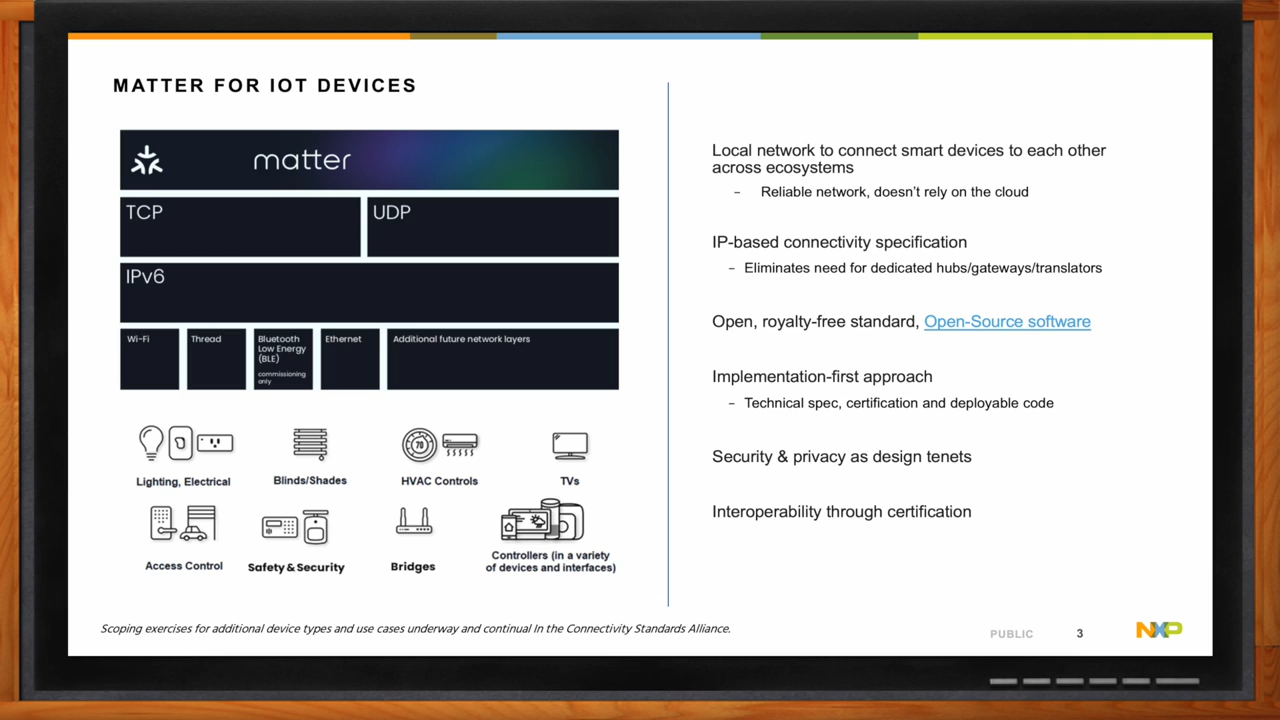 MATTER FOR IOT DEVICES
matter
TCP
UDP
IPv6
Wi-Fi
Thread
Bluetooth
Low Energy
(BLE)
commissioning
only
Ethernet
Additional future network layers
70
Lighting, Electrical
Blinds/Shades
HVAC Controls
TVs
Access Control
Safety & Security
Bridges
Controllers (in a variety
of devices and interfaces)
Local network to connect smart devices to each other
across ecosystems
– Reliable network, doesn’t rely on the cloud
IP-based connectivity specification
– Eliminates need for dedicated hubs/gateways/translators
Open, royalty-free standard, Open-Source software
Implementation-first approach
– Technical spec, certification and deployable code
Security & privacy as design tenets
Interoperability through certification
Scoping exercises for additional device types and use cases underway and continual In the Connectivity Standards Alliance.
PUBLIC
3
NXP